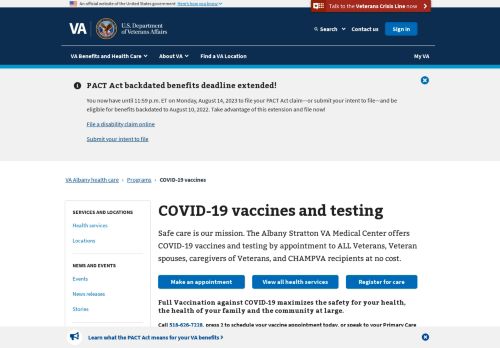 An official website of the United States government. Here's how you know
Talk to the Veterans Crisis Line now
VA
U.S. Department
of Veterans Affairs
Search
Contact us
Sign in
VA Benefits and Health Care
About VA
Find a VA Location
My VA
PACT Act backdated benefits deadline extended!
You now have until 11:59 p.m. ET on Monday, August 14, 2023 to file your PACT Act claim—or submit your intent to file—and
be eligible for benefits backdated to August 10, 2022. Take advantage of this extension and file now!
File a disability claim online
Submit your intent to file
VA Albany health care › Programs › COVID-19 vaccines
SERVICES AND LOCATIONS
Health services
Locations
NEWS AND EVENTS
Events
News releases
Stories
COVID-19 vaccines and testing
Safe care is our mission. The Albany Stratton VA Medical Center offers
COVID-19 vaccines and testing by appointment to ALL Veterans, Veteran
spouses, caregivers of Veterans, and CHAMPVA recipients at no cost.
Make an appointment
View all health services
Register for care
Full Vaccination against COVID-19 maximizes the safety for your health,
the health of your family and the community at large.
Call 518-626-7228, press 2 to schedule your vaccine appointment today, or speak to your Primary Care
Learn what the PACT Act means for your VA benefits